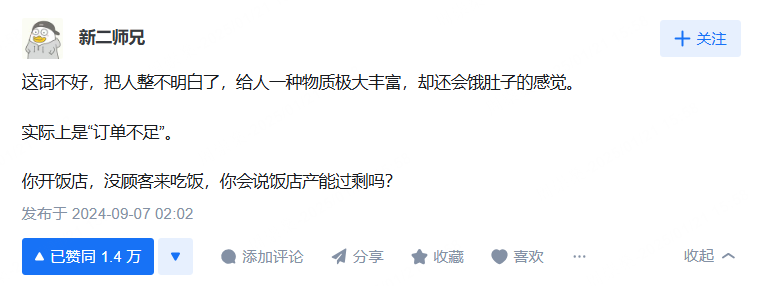 新二师兄
关注
这词不好，把人整不明白了，给人一种物质极大丰富，却还会饿肚子的感觉。
实际上是“订单不足”。
你开饭店，没顾客来吃饭，你会说饭店产能过剩吗？
发布于 2024-09-07 02:02
已赞同 1.4 万 添加评论 分享 收藏 喜欢 ··· 收起